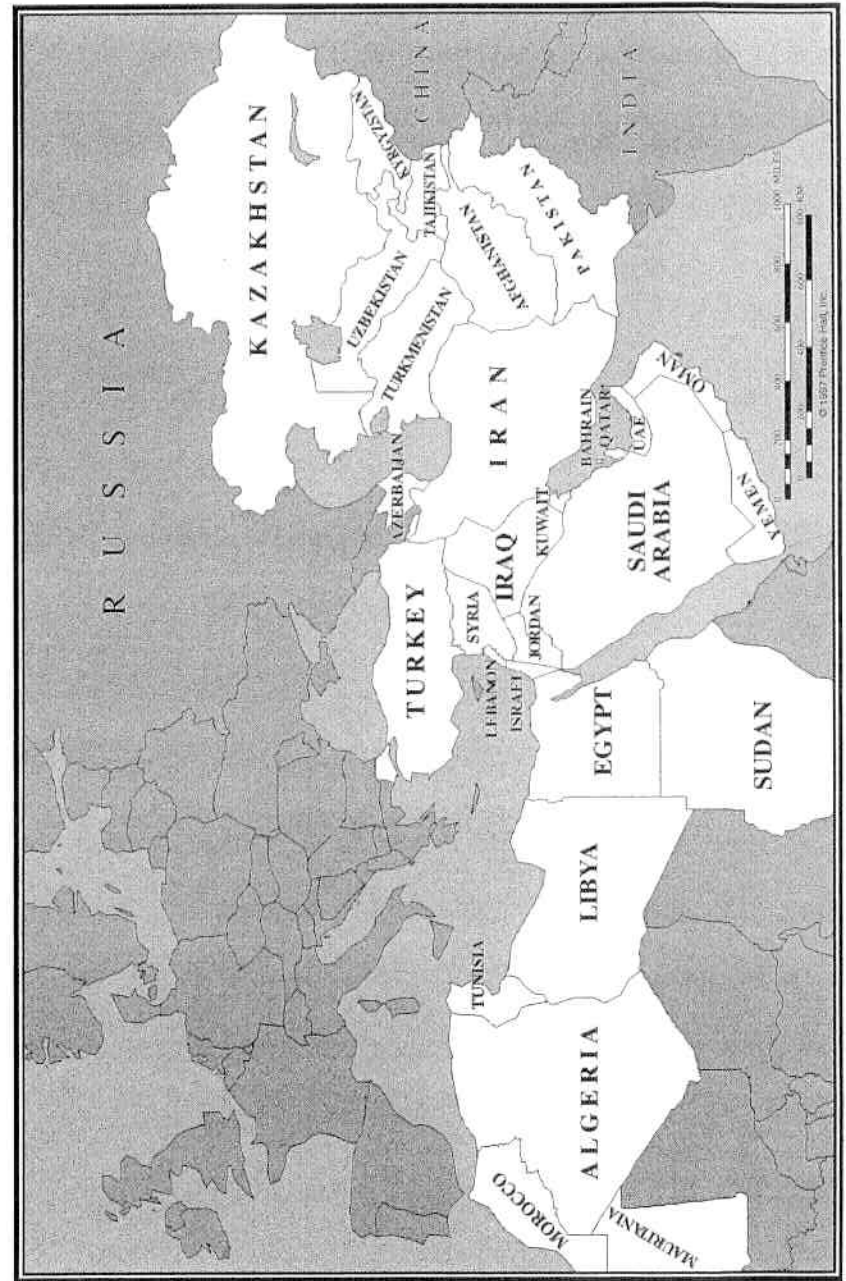 RUSSIA
KAZAKHSTAN
CHINA
KYRGYZSTAN
UZBEKISTAN
TAJIKISTAN
TURKMENISTAN
AZERBAIJAN
TURKEY
AFGHANISTAN
PAKISTAN
INDIA
IRAN
SYRIA
LEBANON
ISRAEL
IRAQ
JORDAN
KUWAIT
BAHRAIN
QATAR
UAE
OMAN
SAUDI
ARABIA
YEMEN
TUNISIA
MOROCCO
ALGERIA
LIBYA
EGYPT
MAURITANIA
SUDAN
1000 MILES
© 1997 Prentice Hall, Inc.